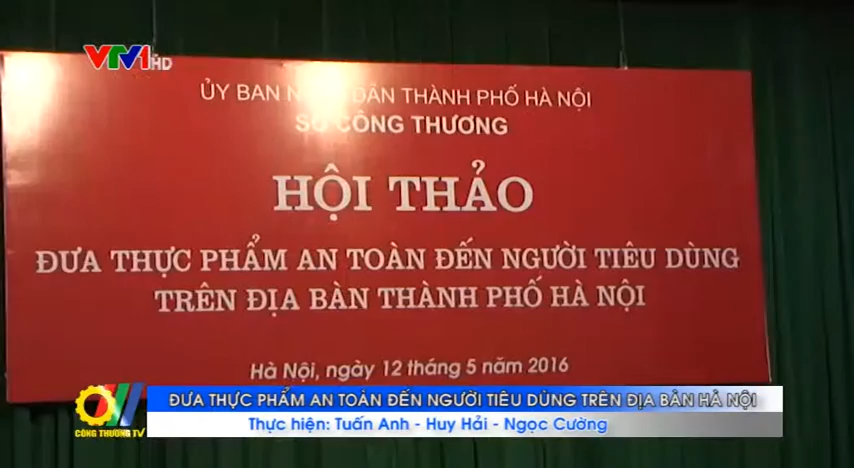 VTV1 HD
ỦY BAN DÂN THÀNH PHỐ HÀ NỘI
SỞ CÔNG THƯƠNG
HỘI THẢO
ĐƯA THỰC PHẨM AN TOÀN ĐẾN NGƯỜI TIÊU DÙNG
TRÊN ĐỊA BÀN THÀNH PHỐ HÀ NỘI
Hà Nội, ngày 12 tháng 5 năm 2016
ĐƯA THỰC PHẨM AN TOÀN ĐẾN NGƯỜI TIÊU DÙNG TRÊN ĐỊA BÀN HÀ NỘI
Thực hiện: Tuấn Anh - Huy Hải - Ngọc Cường
CÔNG THƯƠNG TV